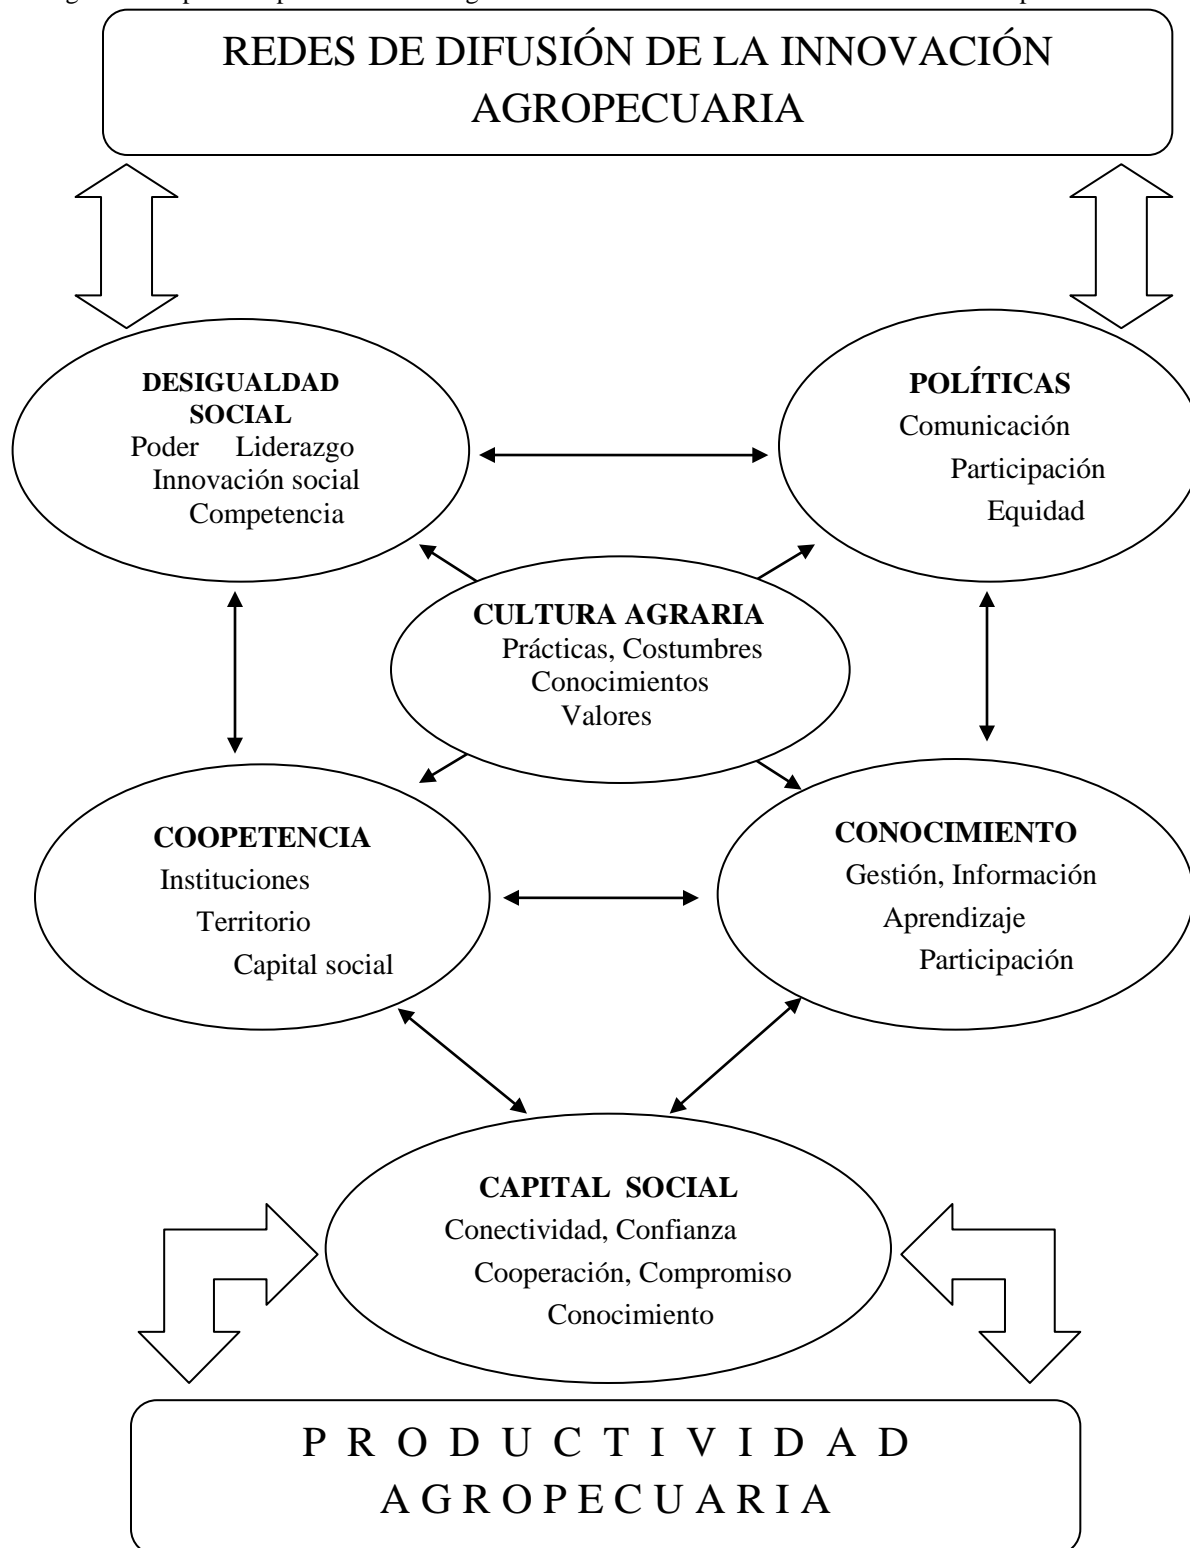 REDES DE DIFUSIÓN DE LA INNOVACIÓN
AGROPECUARIA
DESIGUALDAD
SOCIAL
Poder Liderazgo
Innovación social
Competencia
POLÍTICAS
Comunicación
Participación
Equidad
CULTURA AGRARIA
Prácticas, Costumbres
Conocimientos
Valores
COOPETENCIA
Instituciones
Territorio
Capital social
CONOCIMIENTO
Gestión, Información
Aprendizaje
Participación
CAPITAL SOCIAL
Conectividad, Confianza
Cooperación, Compromiso
Conocimiento
P R O D U C T I V I D A D
A G R O P E C U A R I A